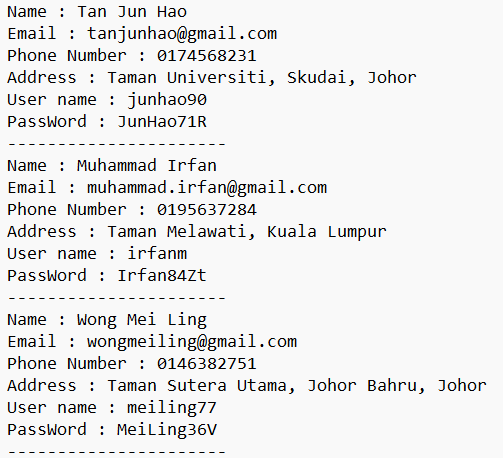 Name : Tan Jun Hao
Email : tanjunhao@gmail.com
Phone Number : 0174568231
Address : Taman Universiti, Skudai, Johor
User name : junhao90
PassWord : JunHao71R
----------------------
Name : Muhammad Irfan
Email : muhammad.irfan@gmail.com
Phone Number : 0195637284
Address : Taman Melawati, Kuala Lumpur
User name : irfanm
PassWord : Irfan84Zt
----------------------
Name : Wong Mei Ling
Email : wongmeiling@gmail.com
Phone Number : 0146382751
Address : Taman Sutera Utama, Johor Bahru, Johor
User name : meiling77
PassWord : MeiLing36V
----------------------